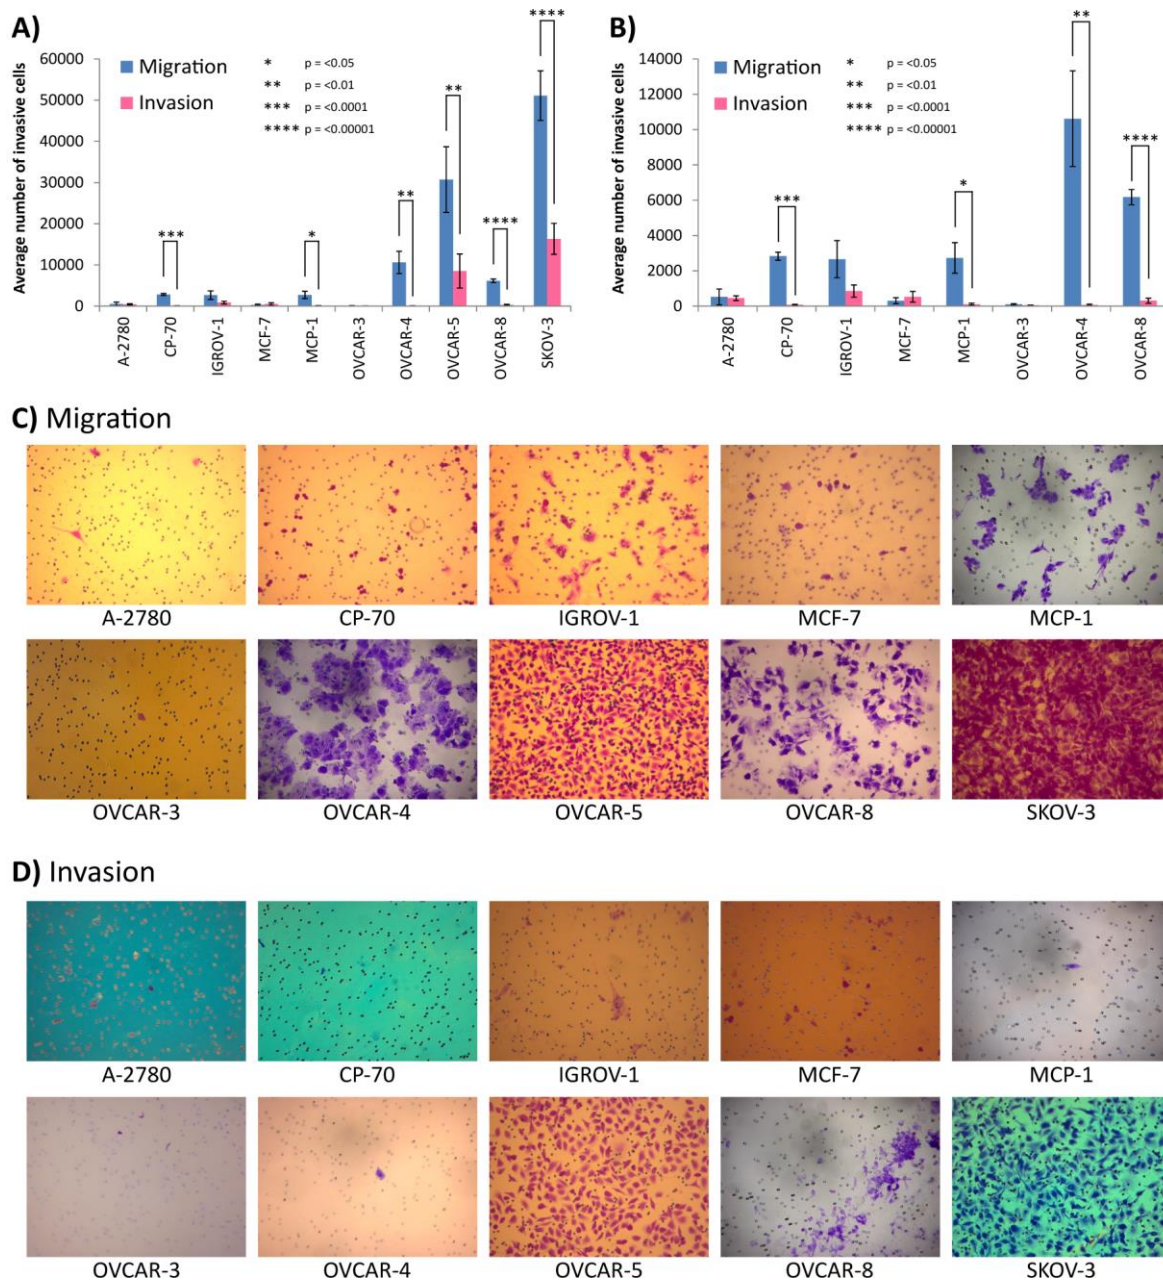 A)
****
60000
50000
40000
30000
20000
10000
0
Average number of invasive cells
Migration
Invasion
* p = <0.05
** p = <0.01
*** p = <0.0001
**** p = <0.00001
***
*
**
**
****
A-2780
CP-70
IGROV-1
MCF-7
MCP-1
OVCAR-3
OVCAR-4
OVCAR-5
OVCAR-8
SKOV-3
B)
**
14000
12000
10000
8000
6000
4000
2000
0
Average number of invasive cells
Migration
Invasion
* p = <0.05
** p = <0.01
*** p = <0.0001
**** p = <0.00001
***
*
****
A-2780
CP-70
IGROV-1
MCF-7
MCP-1
OVCAR-3
OVCAR-4
OVCAR-8
C) Migration
A-2780 CP-70 IGROV-1 MCF-7 MCP-1
OVCAR-3 OVCAR-4 OVCAR-5 OVCAR-8 SKOV-3
D) Invasion
A-2780 CP-70 IGROV-1 MCF-7 MCP-1
OVCAR-3 OVCAR-4 OVCAR-5 OVCAR-8 SKOV-3